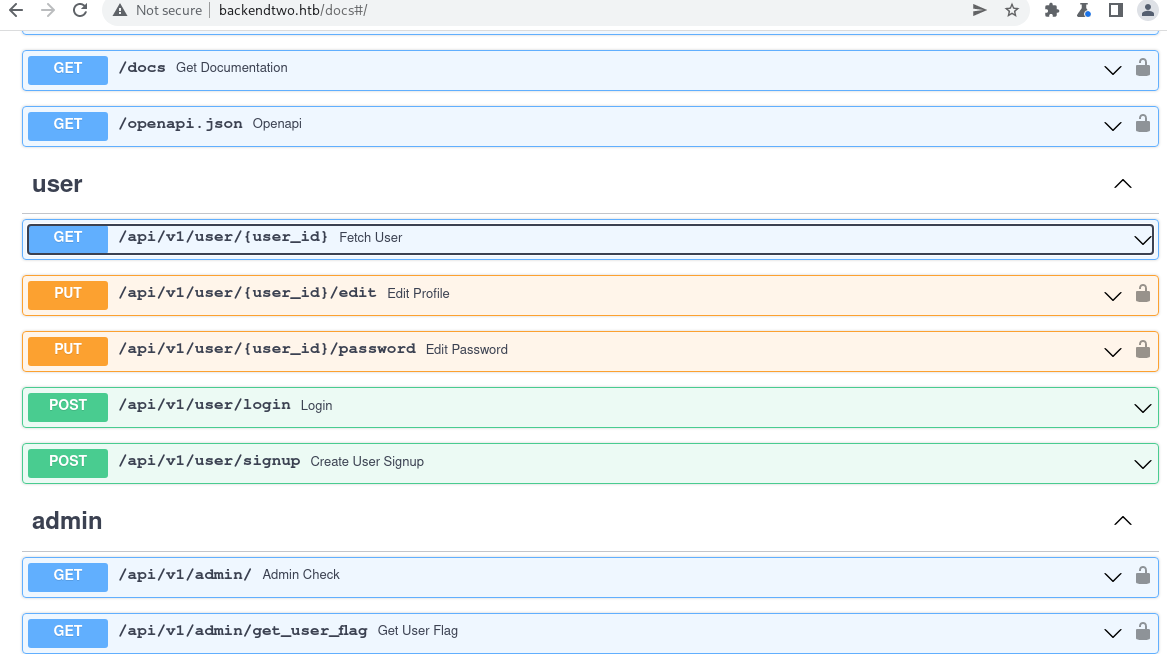 Not secure | backendtwo.htb/docs#/
GET /docs Get Documentation
GET /openapi.json Openapi
user
GET /api/v1/user/{user_id} Fetch User
PUT /api/v1/user/{user_id}/edit Edit Profile
PUT /api/v1/user/{user_id}/password Edit Password
POST /api/v1/user/login Login
POST /api/v1/user/signup Create User Signup
admin
GET /api/v1/admin/ Admin Check
GET /api/v1/admin/get_user_flag Get User Flag